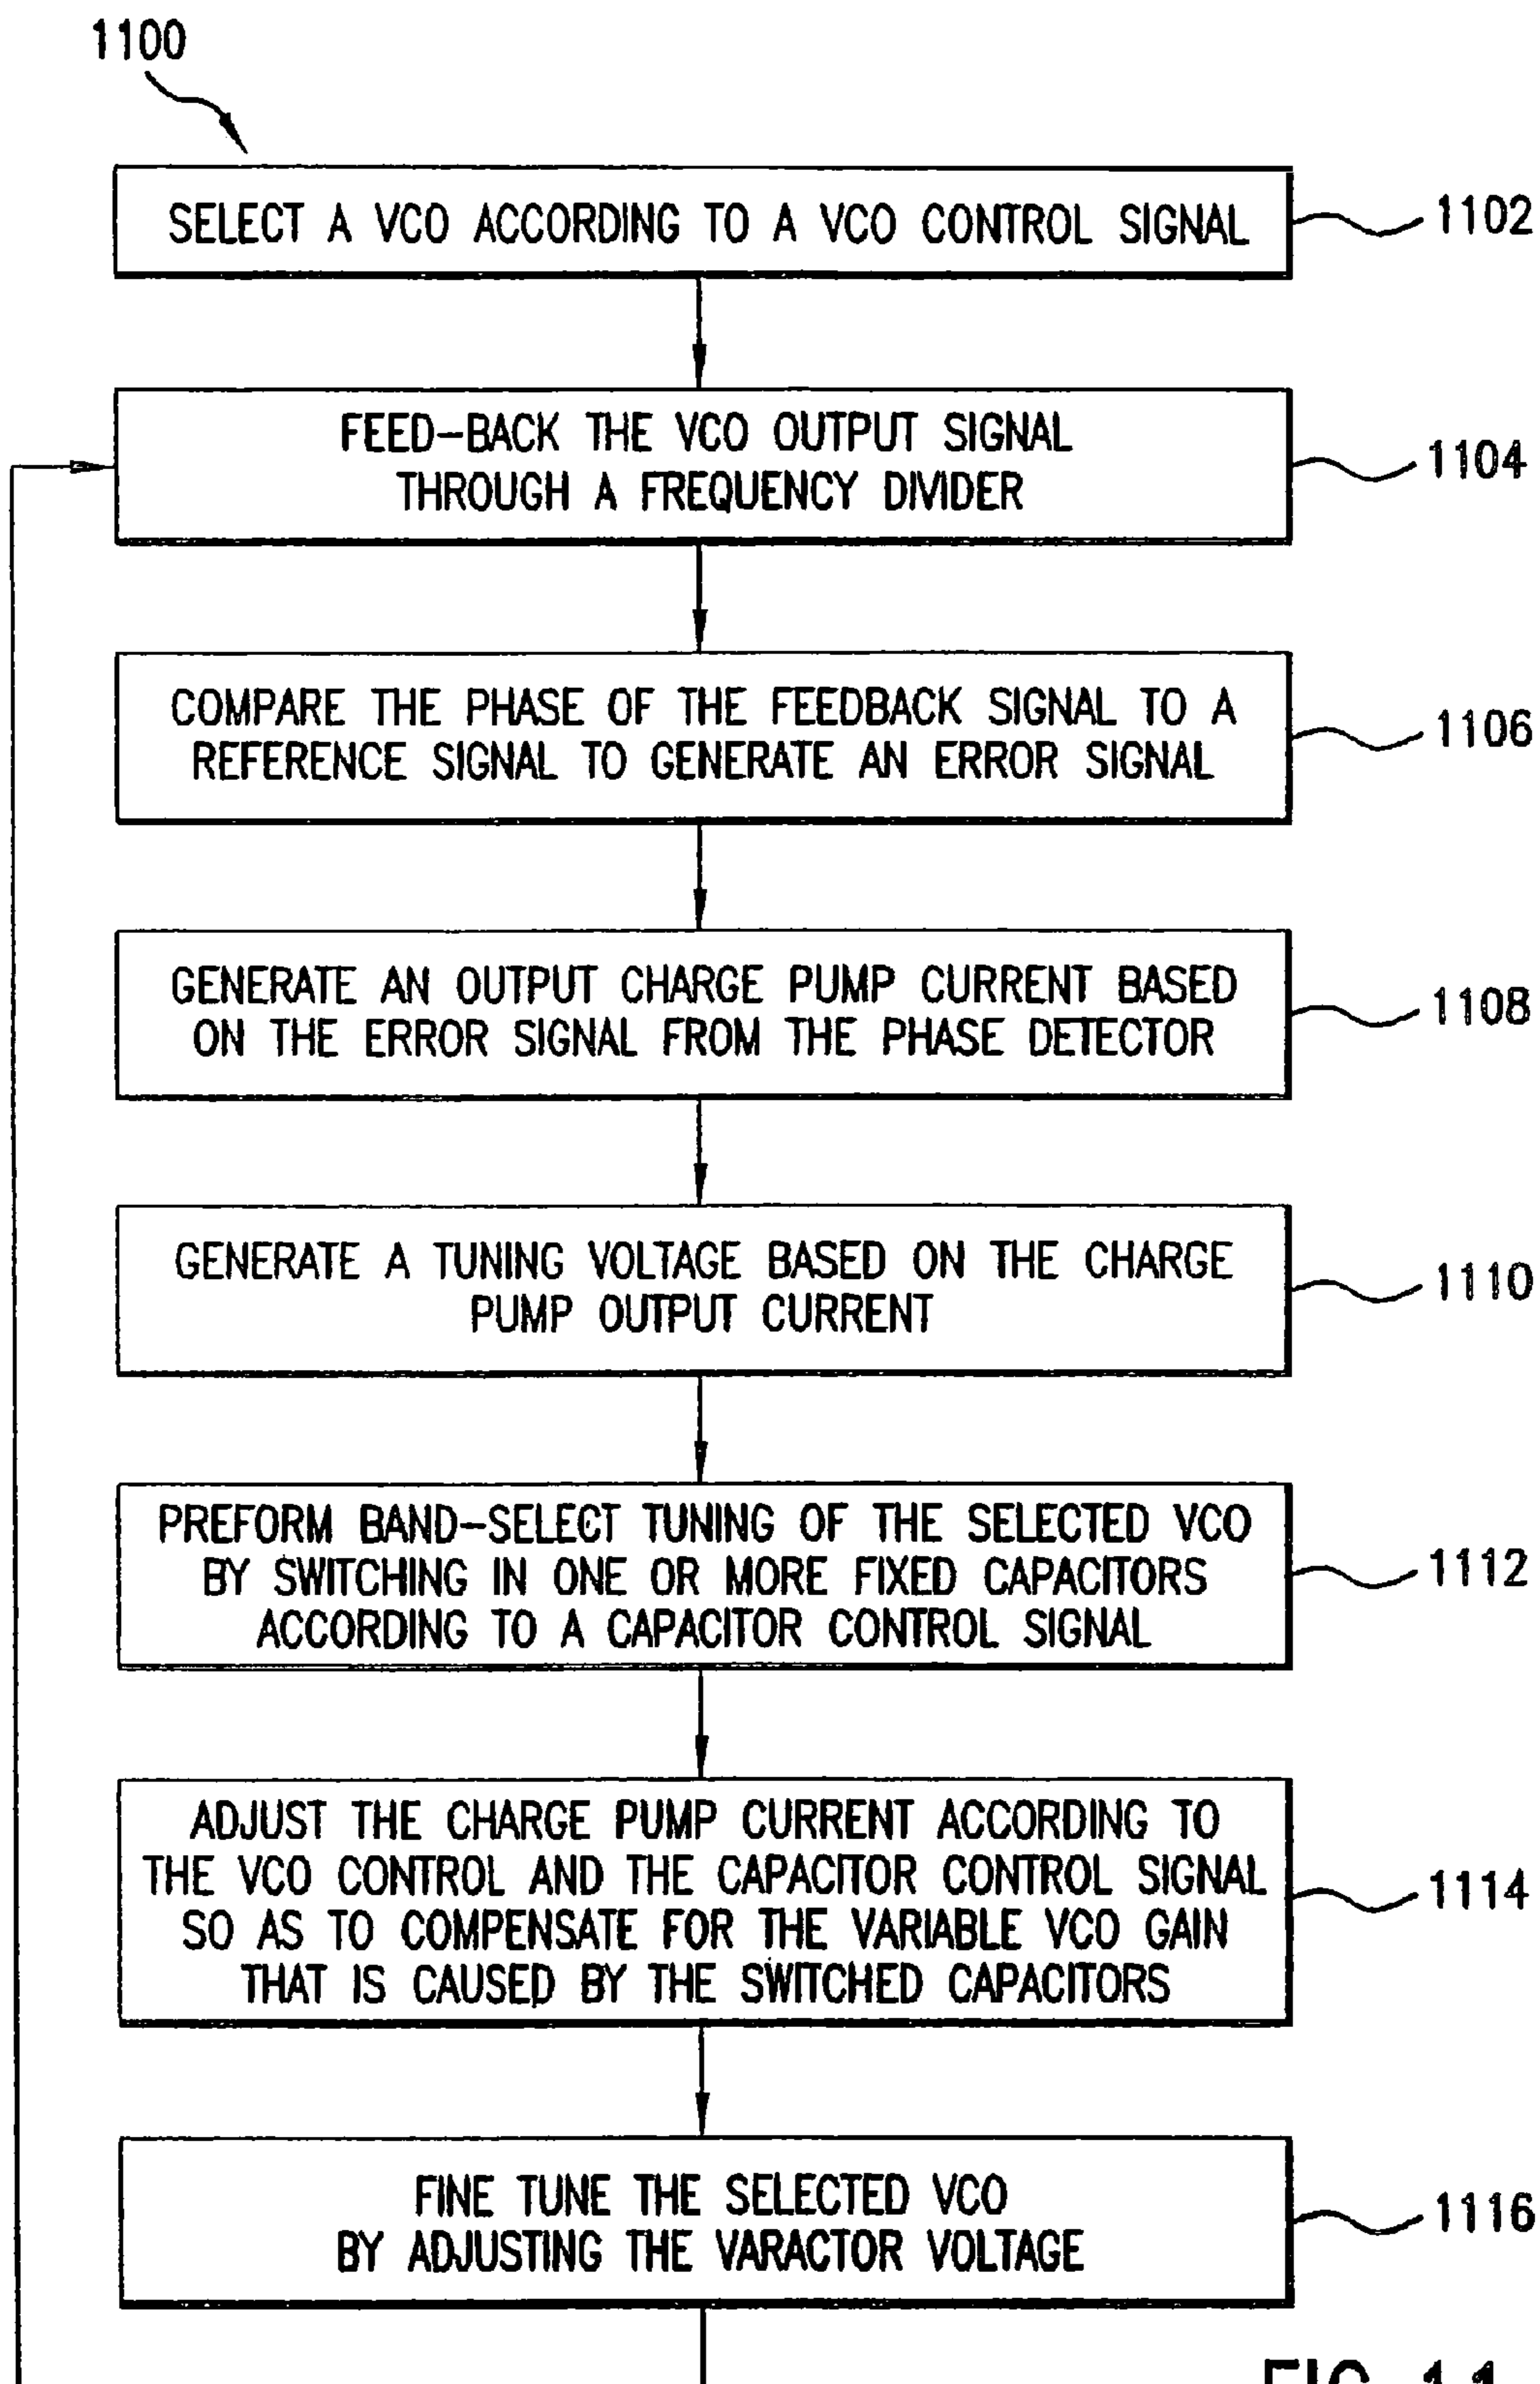 1100
SELECT A VCO ACCORDING TO A VCO CONTROL SIGNAL
1102
FEED-BACK THE VCO OUTPUT SIGNAL
THROUGH A FREQUENCY DIVIDER
1104
COMPARE THE PHASE OF THE FEEDBACK SIGNAL TO A
REFERENCE SIGNAL TO GENERATE AN ERROR SIGNAL
1106
GENERATE AN OUTPUT CHARGE PUMP CURRENT BASED
ON THE ERROR SIGNAL FROM THE PHASE DETECTOR
1108
GENERATE A TUNING VOLTAGE BASED ON THE CHARGE
PUMP OUTPUT CURRENT
1110
PREFORM BAND-SELECT TUNING OF THE SELECTED VCO
BY SWITCHING IN ONE OR MORE FIXED CAPACITORS
ACCORDING TO A CAPACITOR CONTROL SIGNAL
1112
ADJUST THE CHARGE PUMP CURRENT ACCORDING TO
THE VCO CONTROL AND THE CAPACITOR CONTROL SIGNAL
SO AS TO COMPENSATE FOR THE VARIABLE VCO GAIN
THAT IS CAUSED BY THE SWITCHED CAPACITORS
1114
FINE TUNE THE SELECTED VCO
BY ADJUSTING THE VARACTOR VOLTAGE
1116
FIG. 11